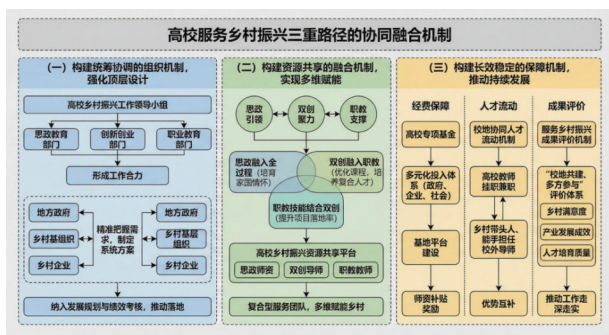 高校服务乡村振兴三重路径的协同融合机制
（一）构建统筹协调的组织机制，
强化顶层设计
高校乡村振兴工作领导小组
思政教育
部门
创新创业
部门
职业教育
部门
形成工作合力
地方政府
乡村基组织
乡村企业
精准把握需
求，制定
系统方案
地方政府
乡村基层
组织
乡村企业
纳入发展规划与绩效考核，推动落地
（二）构建资源共享的融合机制，
实现多维赋能
思政
引领
双创
聚力
职教
支撑
思政融入全
过程（培育
家国情怀）
双创融入职教
（优化课程，培
养复合人才）
职教技能结合双创
（提升项目落地率）
高校乡村振兴资源共享平台
思政师资
双创导师
职教教师
复合型服务团队，多维赋能乡村
（三）构建长效稳定的保障机制，
推动持续发展
经费保障
高校专项基金
多元化投入体
系（政府、
企业、社会）
基地平台
建设
师资补贴
奖励
人才流动
校地协同人才
流动机制
高校教师
挂职兼职
乡村带头人、
能手担任
校外导师
优势互补
成果评价
服务乡村振兴
成果评价机制
“校地共建、
多方参与”
评价体系
乡村满意度
产业发展成效
人才培育质量
推动工作走
深走实